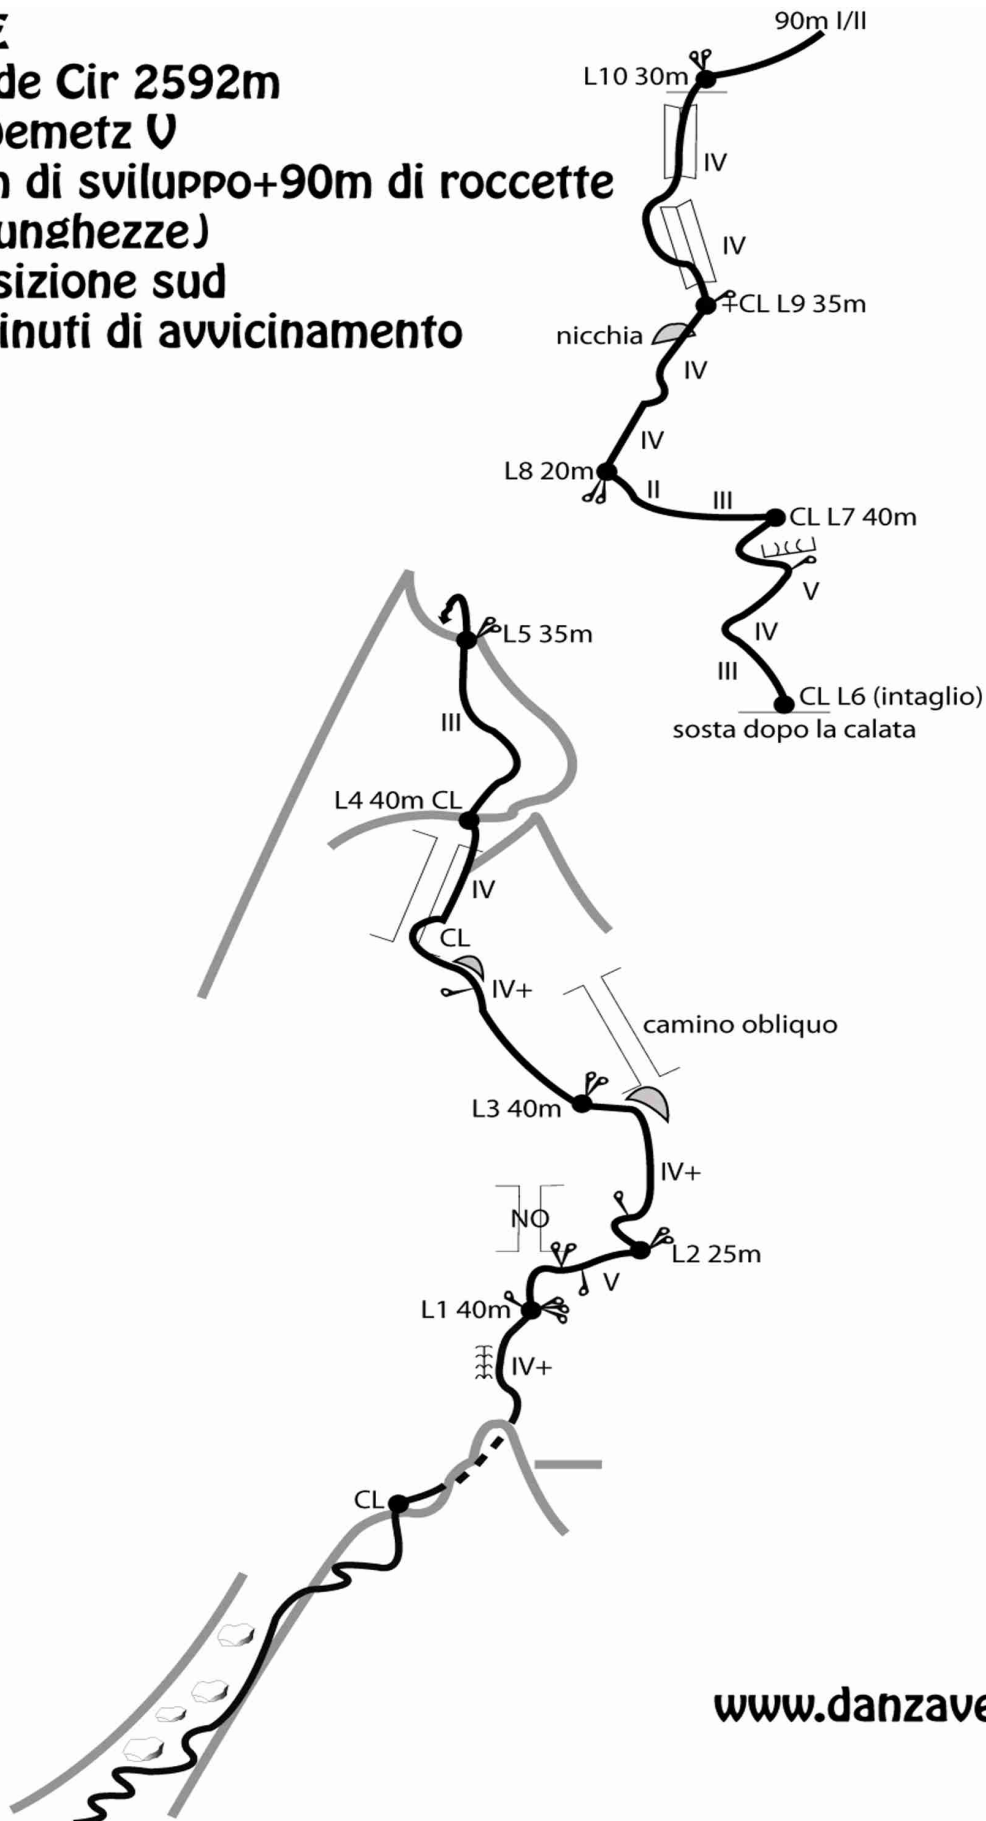 E
de Cir 2592m
emetz V
di sviluppo+90m di roccette
unghezze)
sizione sud
inuti di avvicinamento
90m I/II
L10 30m
IV
IV
CL L9 35m
nicchia
IV
IV
L8 20m
II
III
CL L7 40m
V
IV
III
CL L6 (intaglio)
sosta dopo la calata
L5 35m
III
L4 40m CL
IV
CL
IV+
camino obliquo
L3 40m
IV+
NO
L2 25m
V
L1 40m
IV+
CL
www.danzave